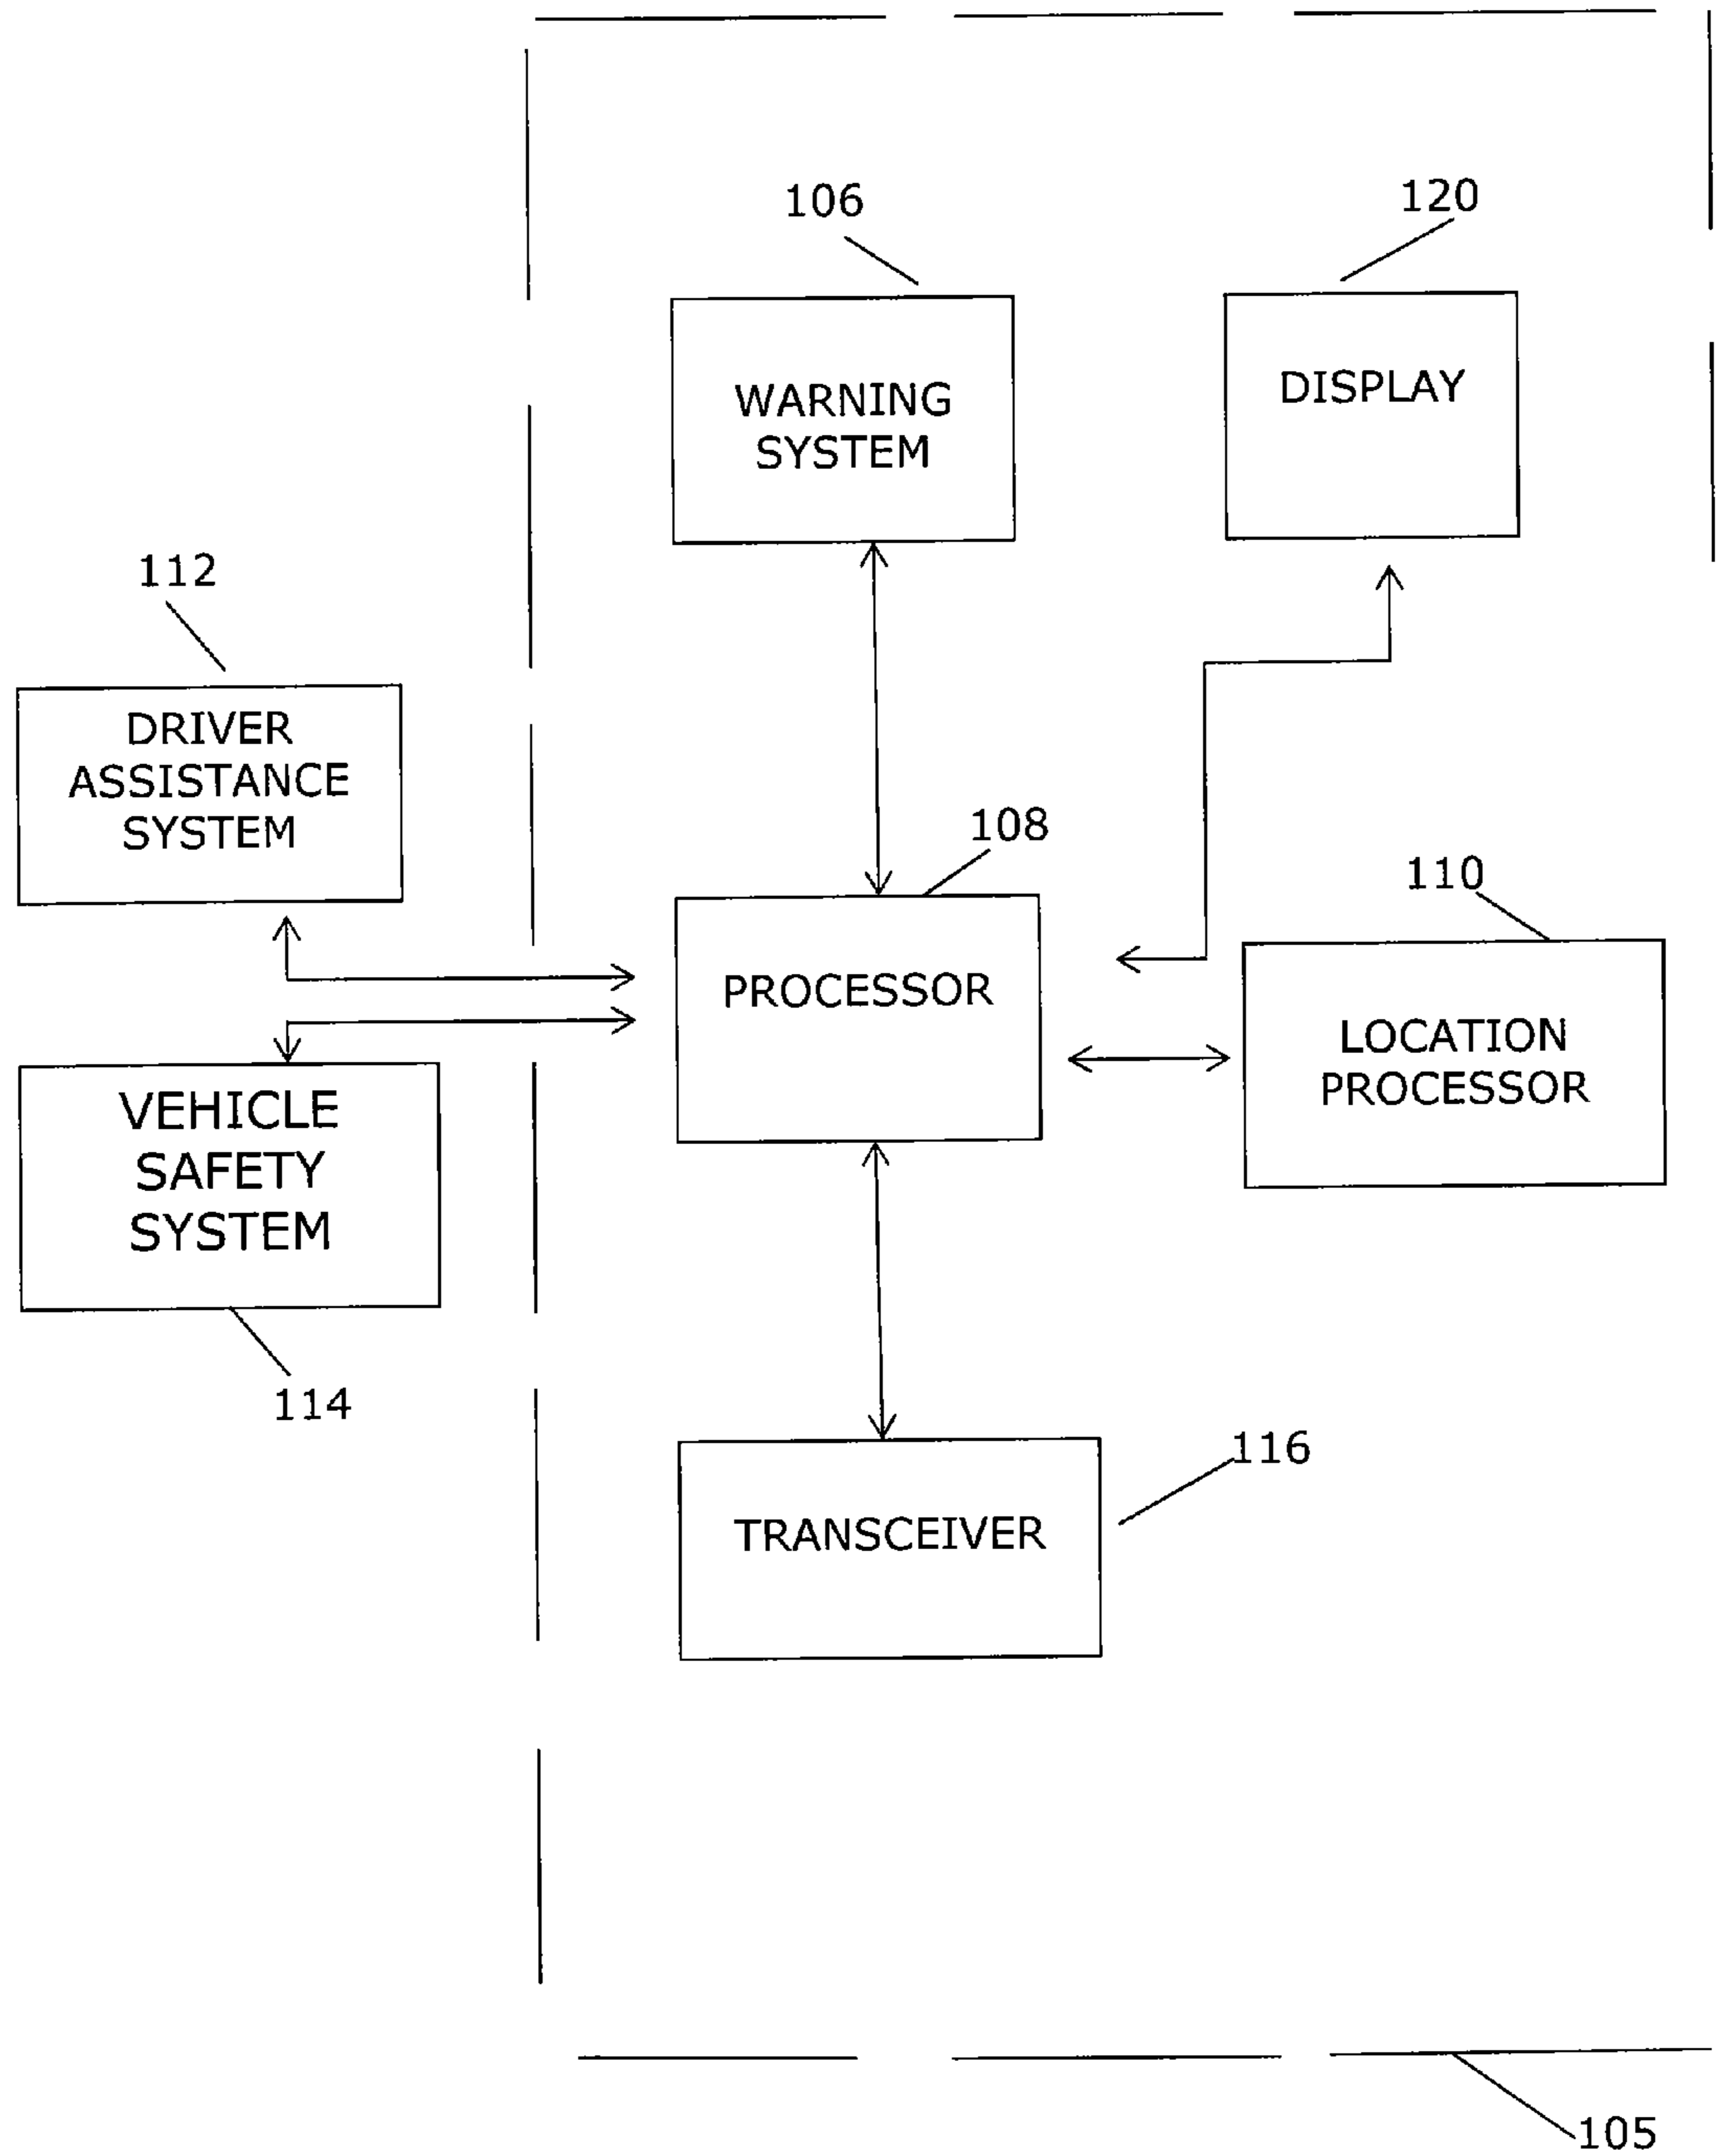 106
120
WARNING
SYSTEM
DISPLAY
112
DRIVER
ASSISTANCE
SYSTEM
108
110
PROCESSOR
LOCATION
PROCESSOR
VEHICLE
SAFETY
SYSTEM
114
116
TRANSCEIVER
105